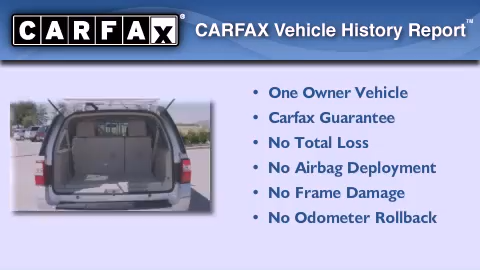 CARFAX® CARFAX Vehicle History Report™
• One Owner Vehicle
• Carfax Guarantee
• No Total Loss
• No Airbag Deployment
• No Frame Damage
• No Odometer Rollback